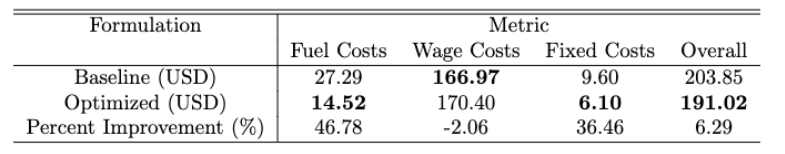 Formulation Metric
Fuel Costs Wage Costs Fixed Costs Overall
Baseline (USD) 27.29 166.97 9.60 203.85
Optimized (USD) 14.52 170.40 6.10 191.02
Percent Improvement (%) 46.78 -2.06 36.46 6.29